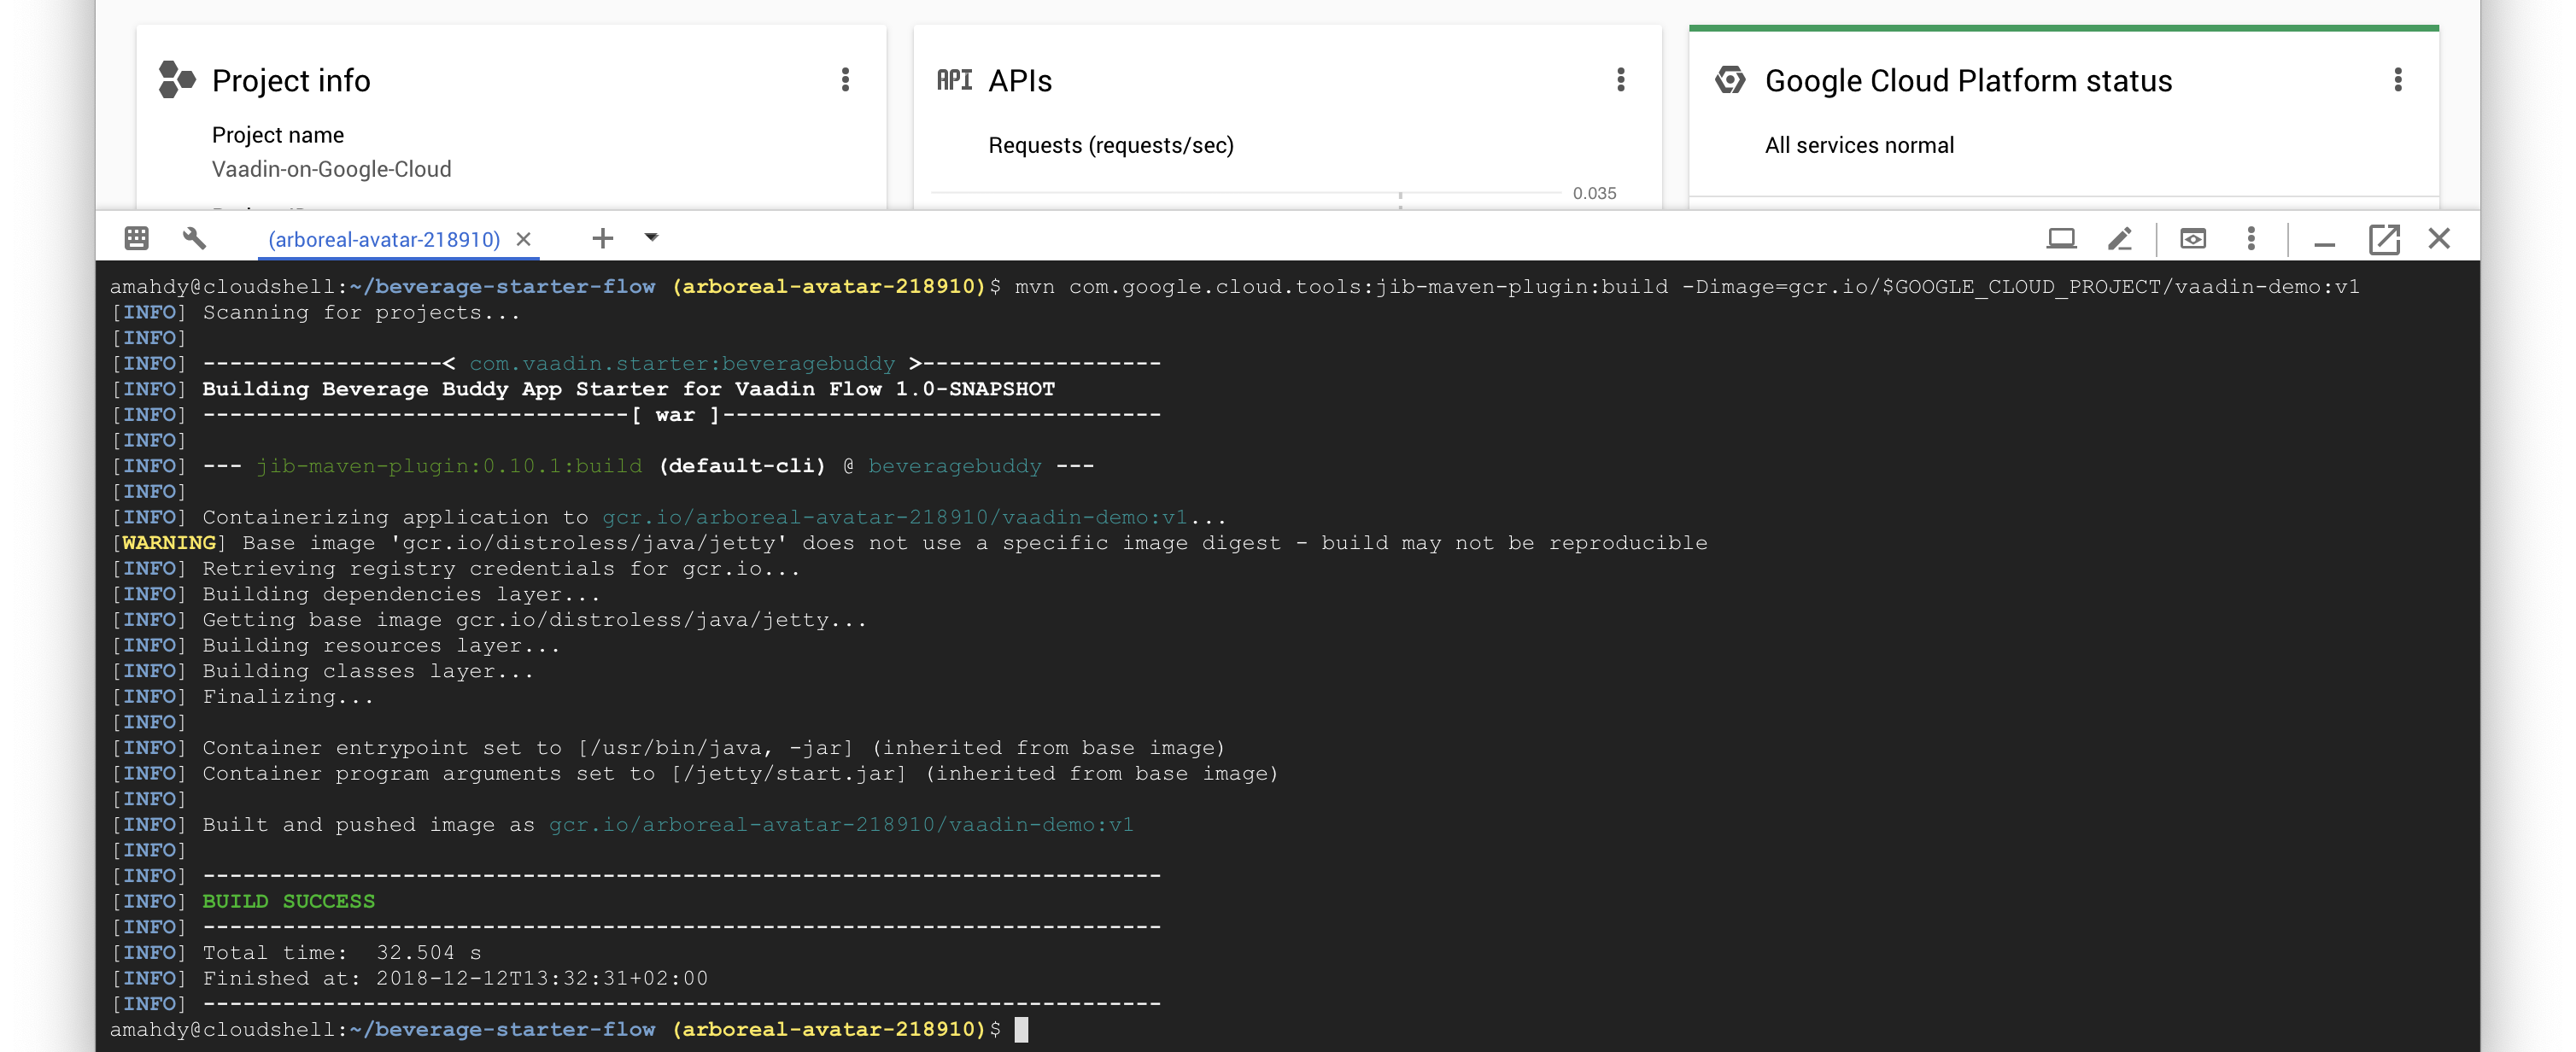 Project info
Project name
Vaadin-on-Google-Cloud
API APIs
Requests (requests/sec)
0.035
Google Cloud Platform status
All services normal
(arboreal-avatar-218910)
amahdy@cloudshell:~/beverage-starter-flow (arboreal-avatar-218910)$ mvn com.google.cloud.tools:jib-maven-plugin:build -Dimage=gcr.io/$GOOGLE_CLOUD_PROJECT/vaadin-demo:v1
[INFO] Scanning for projects...
[INFO]
[INFO] ------------------< com.vaadin.starter:beveragebuddy >------------------
[INFO] Building Beverage Buddy App Starter for Vaadin Flow 1.0-SNAPSHOT
[INFO] --------------------------------[ war ]---------------------------------
[INFO]
[INFO] --- jib-maven-plugin:0.10.1:build (default-cli) @ beveragebuddy ---
[INFO]
[INFO] Containerizing application to gcr.io/arboreal-avatar-218910/vaadin-demo:v1...
[WARNING] Base image 'gcr.io/distroless/java/jetty' does not use a specific image digest - build may not be reproducible
[INFO] Retrieving registry credentials for gcr.io...
[INFO] Building dependencies layer...
[INFO] Getting base image gcr.io/distroless/java/jetty...
[INFO] Building resources layer...
[INFO] Building classes layer...
[INFO] Finalizing...
[INFO]
[INFO] Container entrypoint set to [/usr/bin/java, -jar] (inherited from base image)
[INFO] Container program arguments set to [/jetty/start.jar] (inherited from base image)
[INFO]
[INFO] Built and pushed image as gcr.io/arboreal-avatar-218910/vaadin-demo:v1
[INFO]
[INFO] ------------------------------------------------------------------------
[INFO] BUILD SUCCESS
[INFO] ------------------------------------------------------------------------
[INFO] Total time:  32.504 s
[INFO] Finished at: 2018-12-12T13:32:31+02:00
[INFO] ------------------------------------------------------------------------
amahdy@cloudshell:~/beverage-starter-flow (arboreal-avatar-218910)$